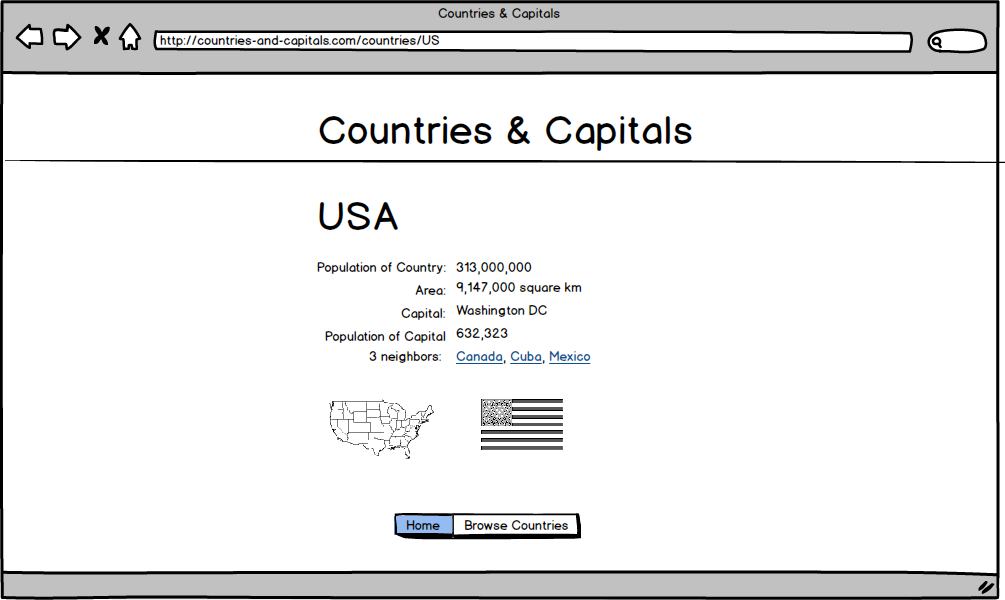 Countries & Capitals
http://countries-and-capitals.com/countries/US
Countries & Capitals
USA
Population of Country: 313,000,000
Area: 9,147,000 square km
Capital: Washington DC
Population of Capital 632,323
3 neighbors: Canada, Cuba, Mexico
Home Browse Countries